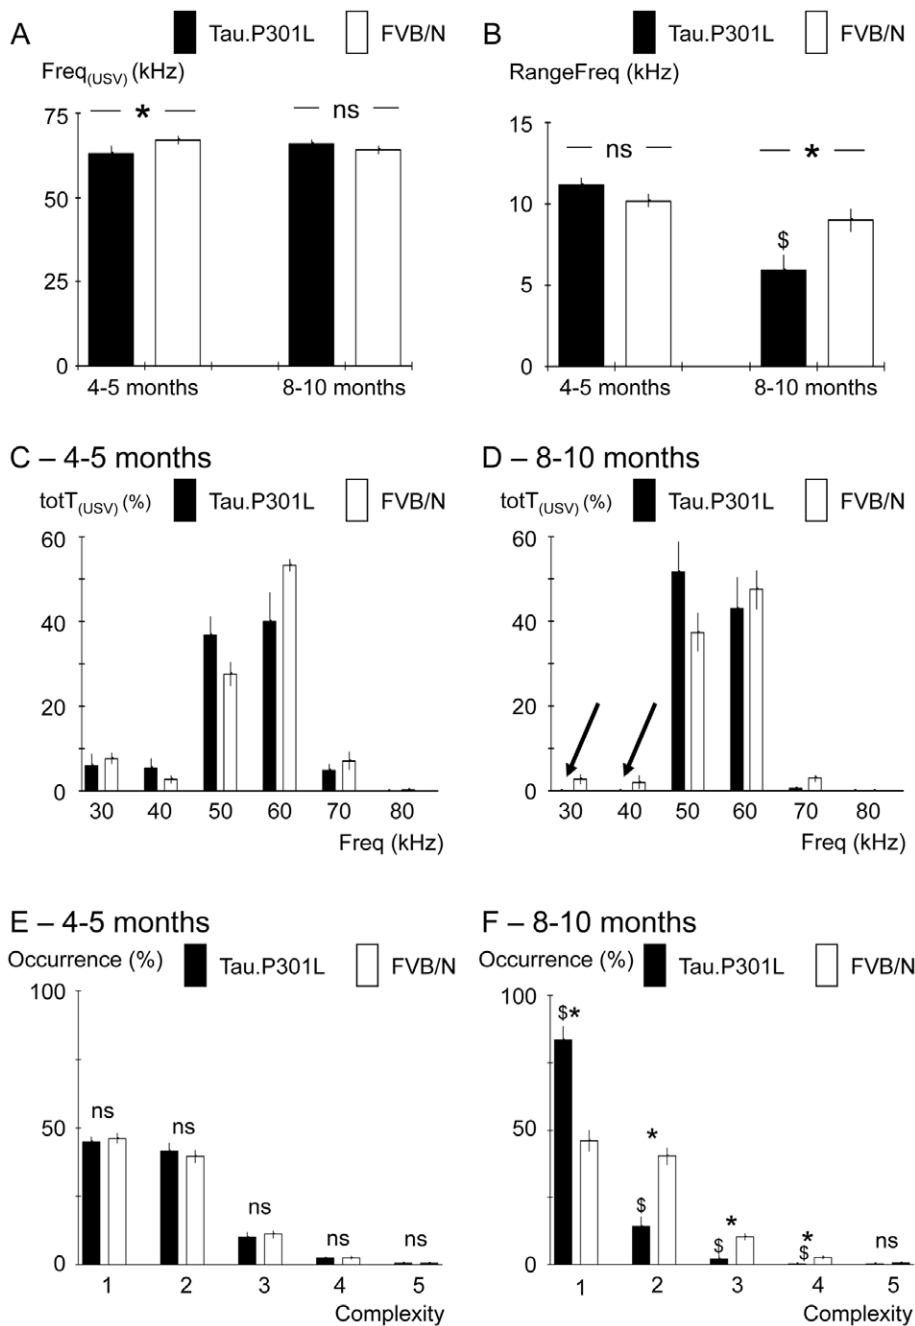 A
Tau.P301L
FVB/N
Freq(USV) (kHz)
75
50
25
0
*
ns
4-5 months
8-10 months
B
Tau.P301L
FVB/N
RangeFreq (kHz)
15
10
5
0
ns
*
$
4-5 months
8-10 months
C – 4-5 months
totT(USV) (%)
Tau.P301L
FVB/N
60
40
20
0
30 40 50 60 70 80
Freq (kHz)
D – 8-10 months
totT(USV) (%)
Tau.P301L
FVB/N
60
40
20
0
30 40 50 60 70 80
Freq (kHz)
E – 4-5 months
Occurrence (%)
Tau.P301L
FVB/N
100
50
0
ns
ns
ns
ns
ns
1 2 3 4 5
Complexity
F – 8-10 months
Occurrence (%)
Tau.P301L
FVB/N
100
50
0
$*
*
$
*
$
*
$
ns
1 2 3 4 5
Complexity